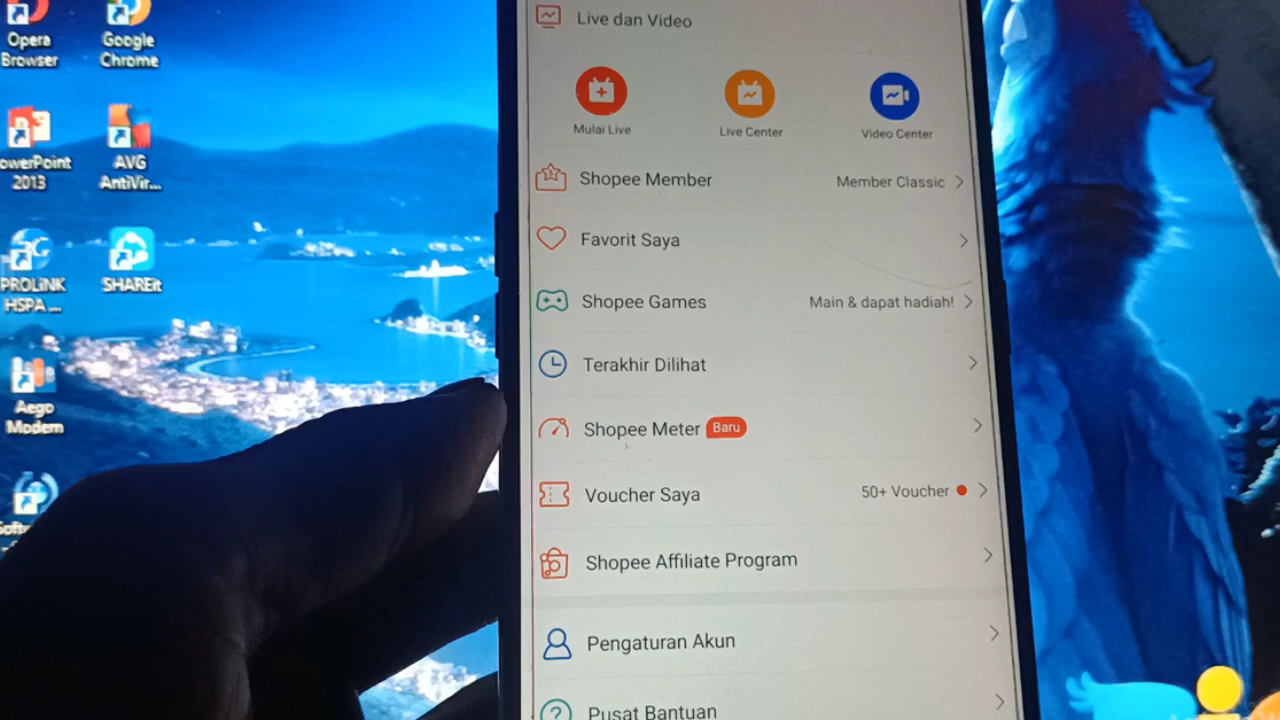 Opera
Browser
Google
Chrome
owerPoint
2013
AVG
AntiVir...
PROLiNK
HSPA ...
SHAREit
Aego
Modem
Live dan Video
Mulai Live
Live Center
Video Center
Shopee Member
Member Classic
Favorit Saya
Shopee Games
Main & dapat hadiah!
Terakhir Dilihat
Shopee Meter
Baru
Voucher Saya
50+ Voucher
Shopee Affiliate Program
Pengaturan Akun
Pusat Bantuan